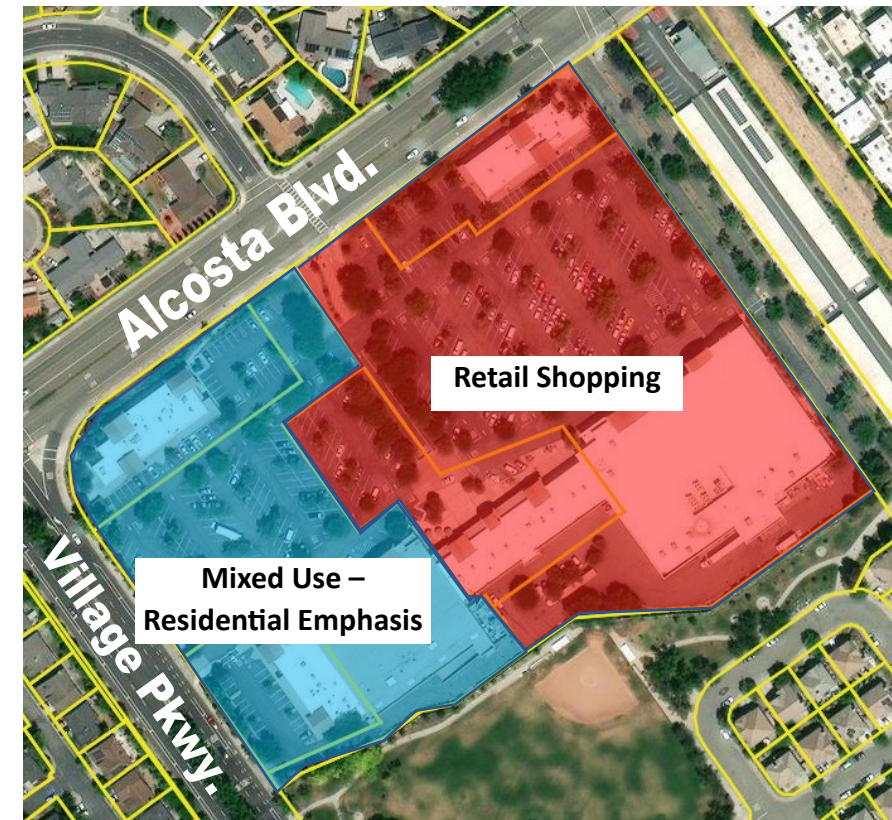 Alcosta Blvd.
Retail Shopping
Mixed Use –
Residential Emphasis
Village Pkwy.